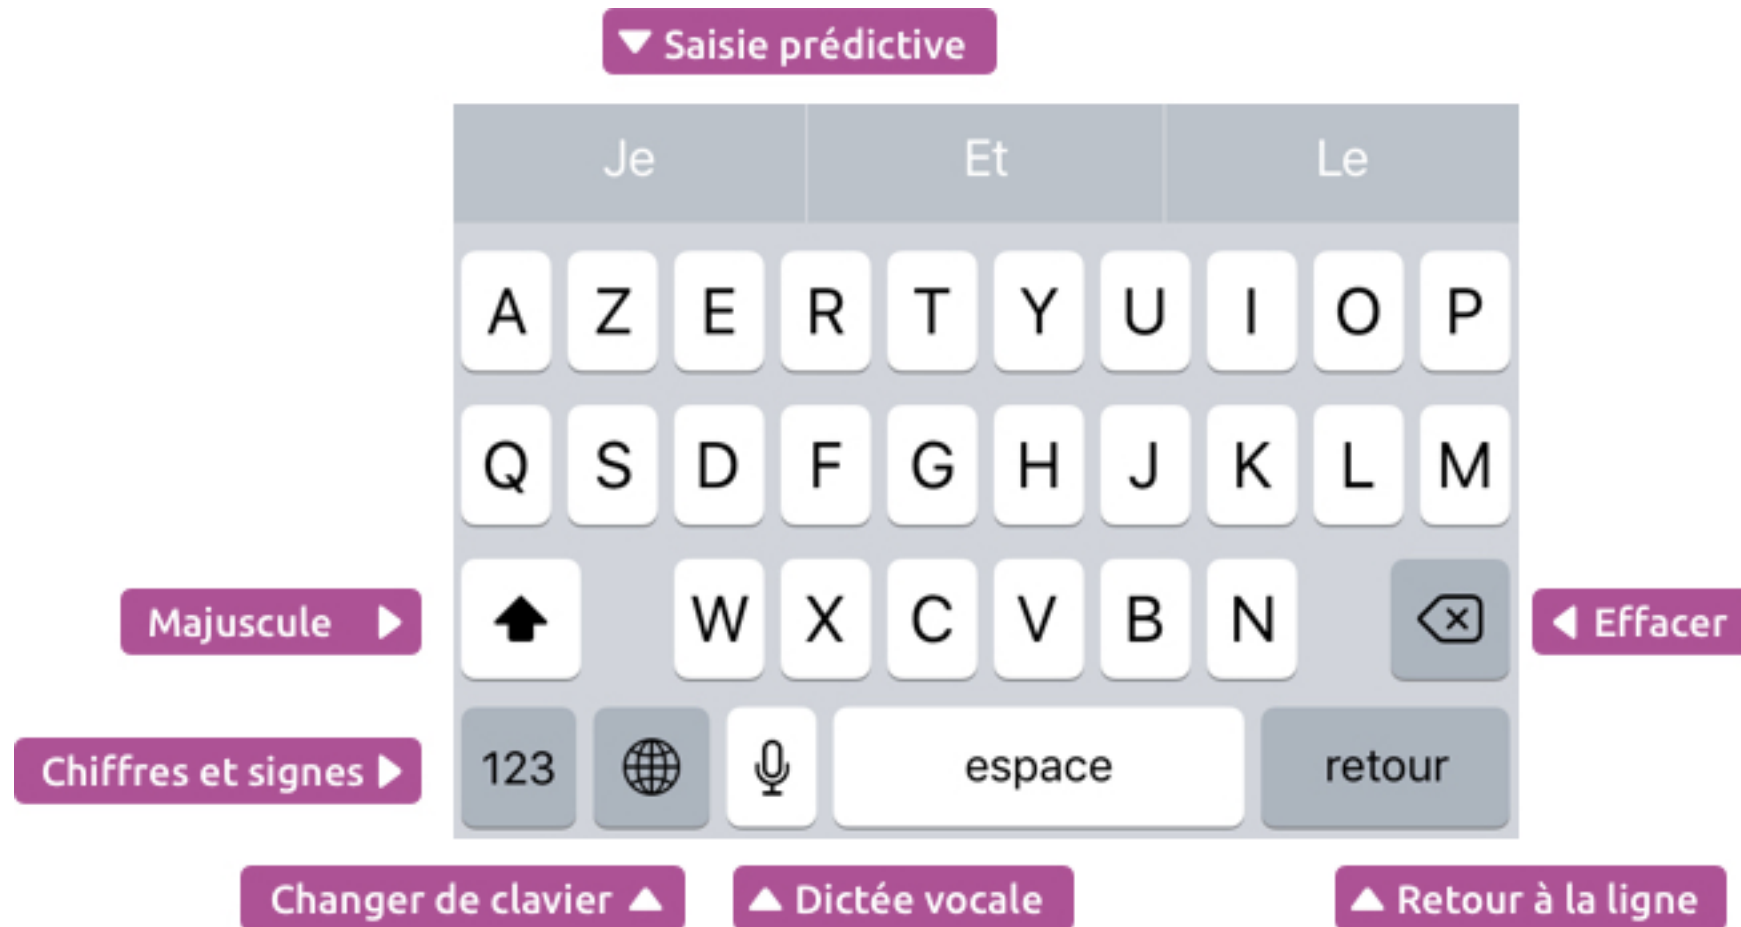 Saisie prédictive
Je Et Le
A Z E R T Y U I O P
Q S D F G H J K L M
Majuscule W X C V B N Effacer
Chiffres et signes 123 espace retour
Changer de clavier Dictée vocale Retour à la ligne